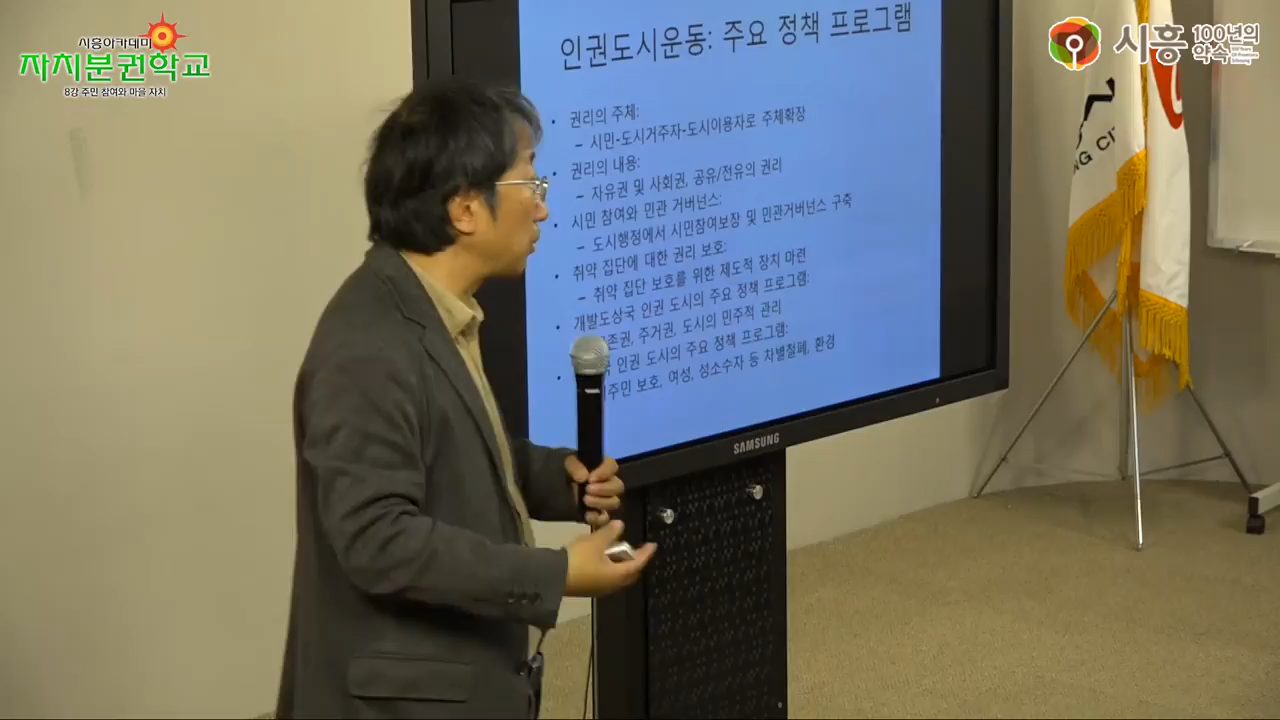 시흥아카데미
자치분권학교
8강 주민 참여와 마을 자치
시흥 100년의 약속
인권도시운동: 주요 정책 프로그램
• 권리의 주체:
– 시민-도시거주자-도시이용자로 주체확장
• 권리의 내용:
– 자유권 및 사회권, 공유/전유의 권리
• 시민 참여와 민관 거버넌스:
– 도시행정에서 시민참여보장 및 민관거버넌스 구축
• 취약 집단에 대한 권리 보호:
– 취약 집단 보호를 위한 제도적 장치 마련
• 개발도상국 인권 도시의 주요 정책 프로그램:
주거권, 도시의 민주적 관리
• 인권 도시의 주요 정책 프로그램:
보호, 여성, 성소수자 등 차별철폐, 환경
SAMSUNG
NG CIT